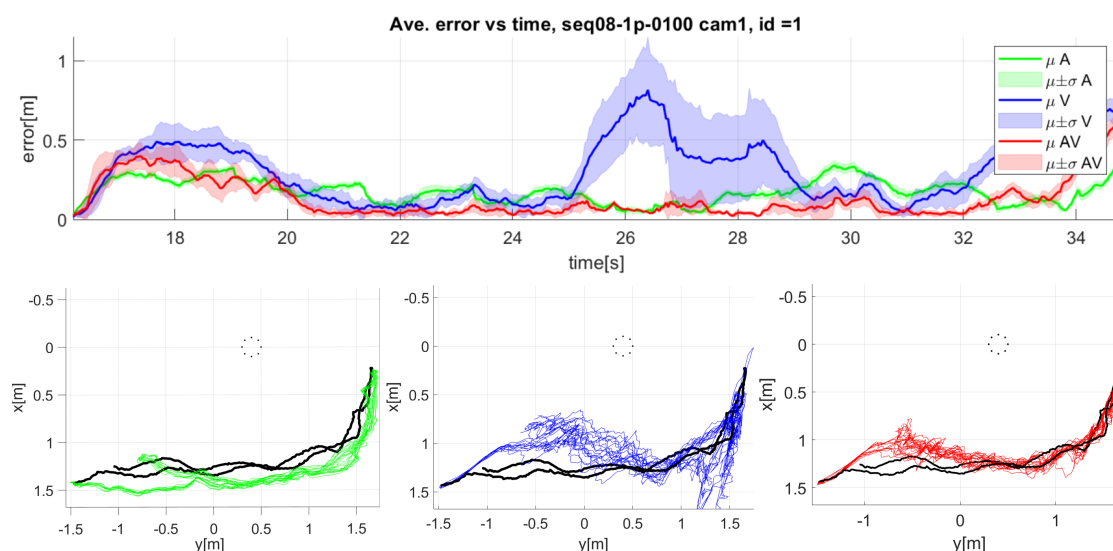 Ave. error vs time, seq08-1p-0100 cam1, id =1
error[m]
1
0.5
0
μ A
μ±σ A
μ V
μ±σ V
μ AV
μ±σ AV
18 20 22 24 26 28 30 32 34
time[s]
x[m]
-0.5
0
0.5
1
1.5
-1.5 -1 -0.5 0 0.5 1 1.5
y[m]
x[m]
-0.5
0
0.5
1
1.5
-1.5 -1 -0.5 0 0.5 1 1.5
y[m]
x[m]
-0.5
0
0.5
1
1.5
-1 0 1
y[m]